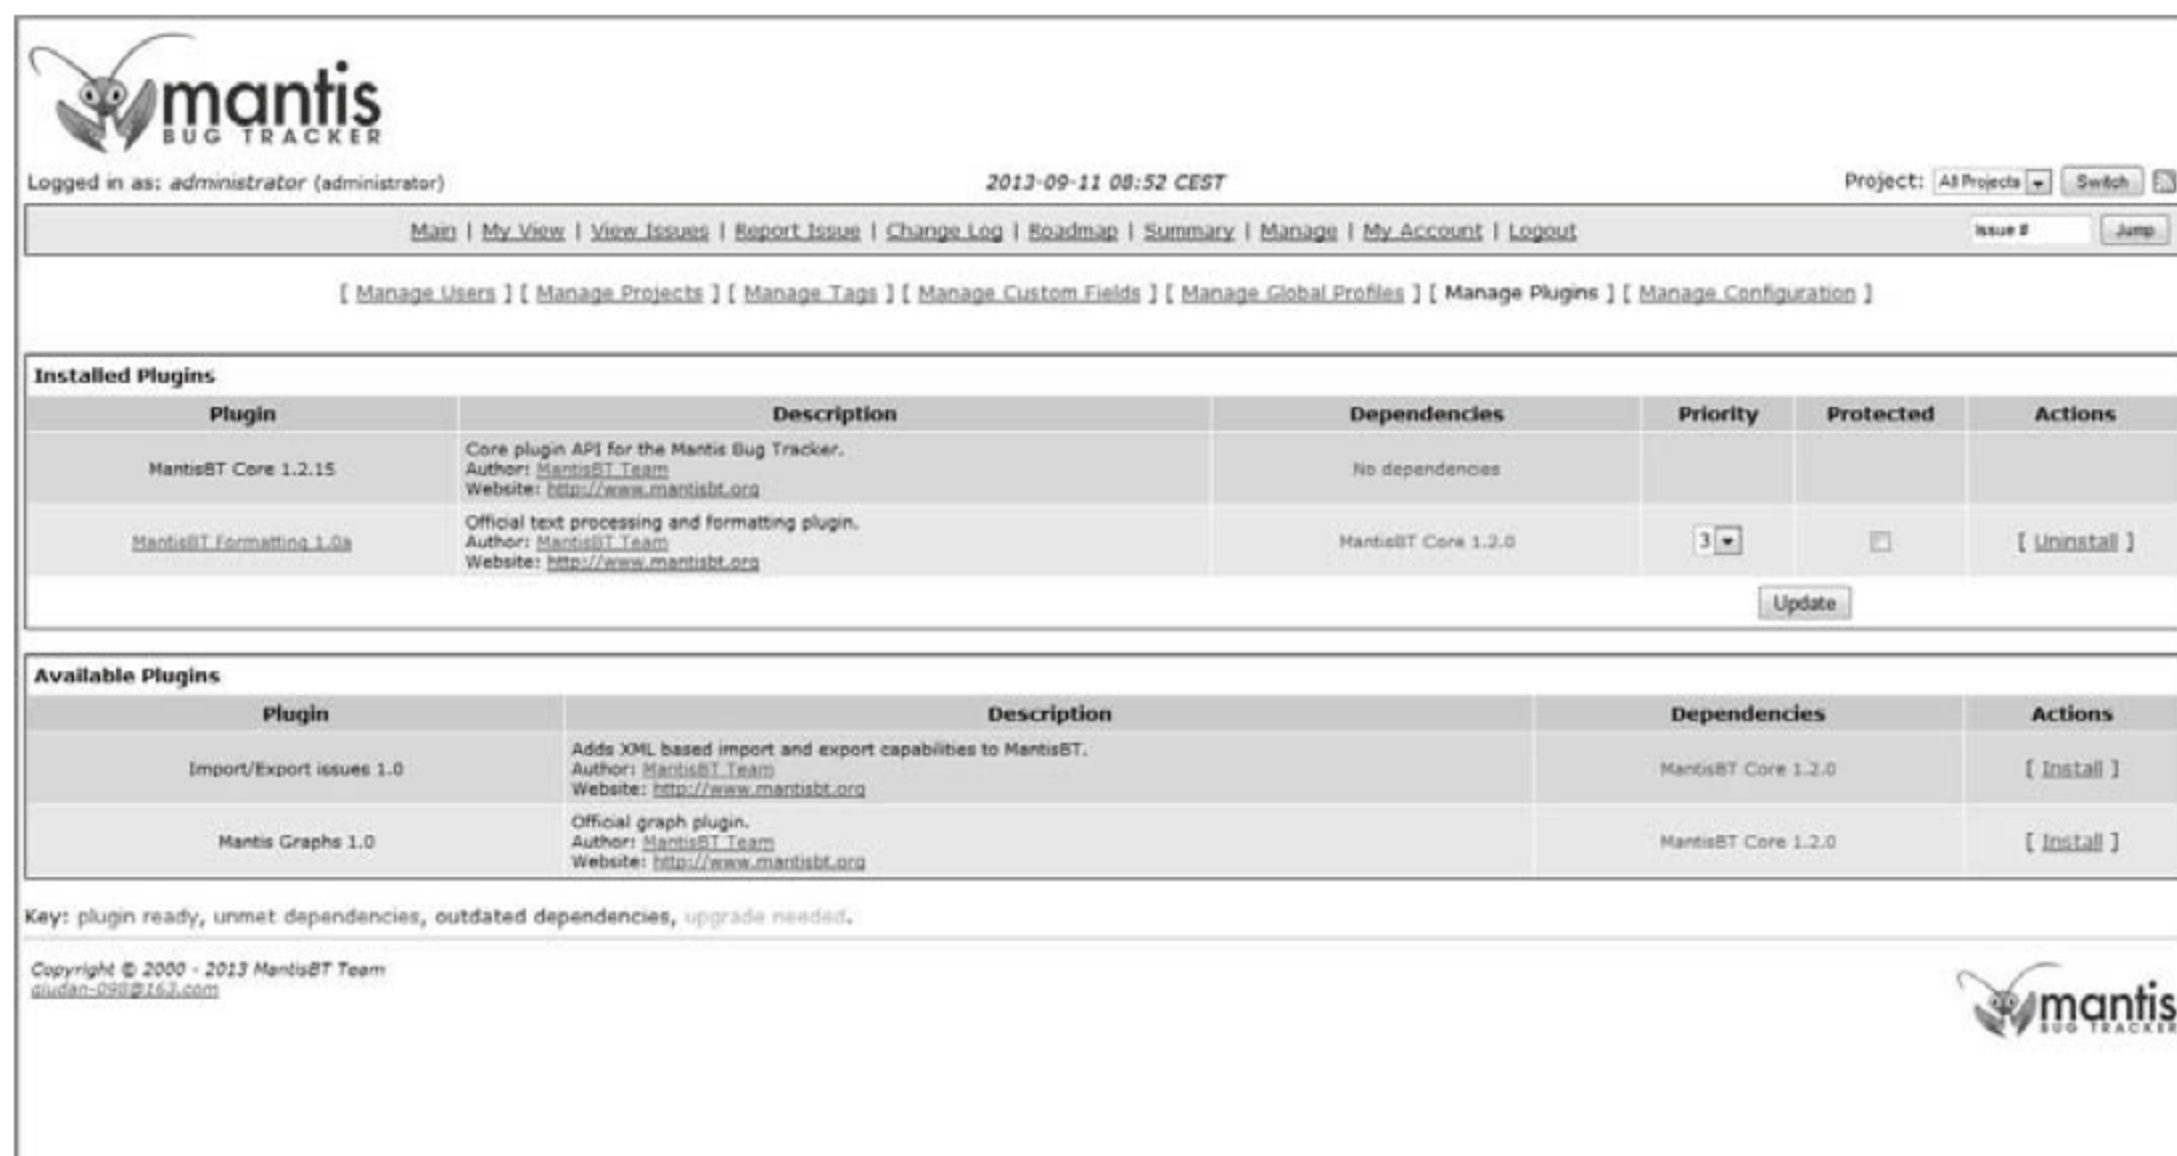 mantis
BUG TRACKER
Logged in as: administrator (administrator)
2013-09-11 08:52 CEST
Project: All Projects Switch
Main | My View | View Issues | Report Issue | Change Log | Roadmap | Summary | Manage | My Account | Logout
Issue # Jump
[ Manage Users ] [ Manage Projects ] [ Manage Tags ] [ Manage Custom Fields ] [ Manage Global Profiles ] [ Manage Plugins ] [ Manage Configuration ]
Installed Plugins
Plugin Description Dependencies Priority Protected Actions
MantisBT Core 1.2.15
Core plugin API for the Mantis Bug Tracker.
Author: MantisBT Team
Website: http://www.mantisbt.org
No dependencies
MantisBT Formatting 1.0a
Official text processing and formatting plugin.
Author: MantisBT Team
Website: http://www.mantisbt.org
MantisBT Core 1.2.0
3
[ Uninstall ]
Update
Available Plugins
Plugin Description Dependencies Actions
Import/Export issues 1.0
Adds XML based import and export capabilities to MantisBT.
Author: MantisBT Team
Website: http://www.mantisbt.org
MantisBT Core 1.2.0
[ Install ]
Mantis Graphs 1.0
Official graph plugin.
Author: MantisBT Team
Website: http://www.mantisbt.org
MantisBT Core 1.2.0
[ Install ]
Key: plugin ready, unmet dependencies, outdated dependencies, upgrade needed.
Copyright © 2000 - 2013 MantisBT Team
mantis
BUG TRACKER